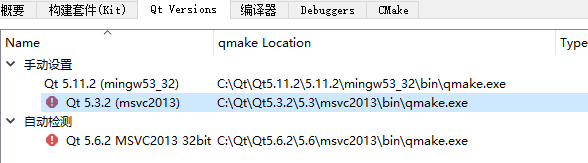 概要 构建套件(Kit) Qt Versions 编译器 Debuggers CMake
Name qmake Location Type
手动设置
Qt 5.11.2 (mingw53_32) C:\Qt\Qt5.11.2\5.11.2\mingw53_32\bin\qmake.exe
Qt 5.3.2 (msvc2013) C:\Qt\Qt5.3.2\5.3\msvc2013\bin\qmake.exe
自动检测
Qt 5.6.2 MSVC2013 32bit C:\Qt\Qt5.6.2\5.6\msvc2013\bin\qmake.exe